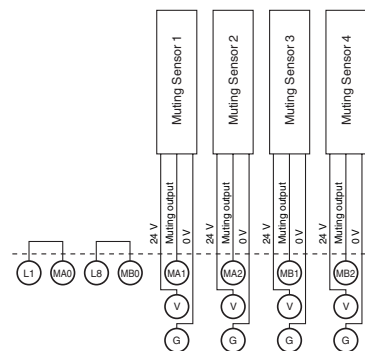 Muting Sensor 1
Muting Sensor 2
Muting Sensor 3
Muting Sensor 4
24 V
Muting output
0 V
24 V
Muting output
0 V
24 V
Muting output
0 V
24 V
Muting output
0 V
L1
MA0
L8
MB0
MA1
MA2
MB1
MB2
V
V
V
V
G
G
G
G